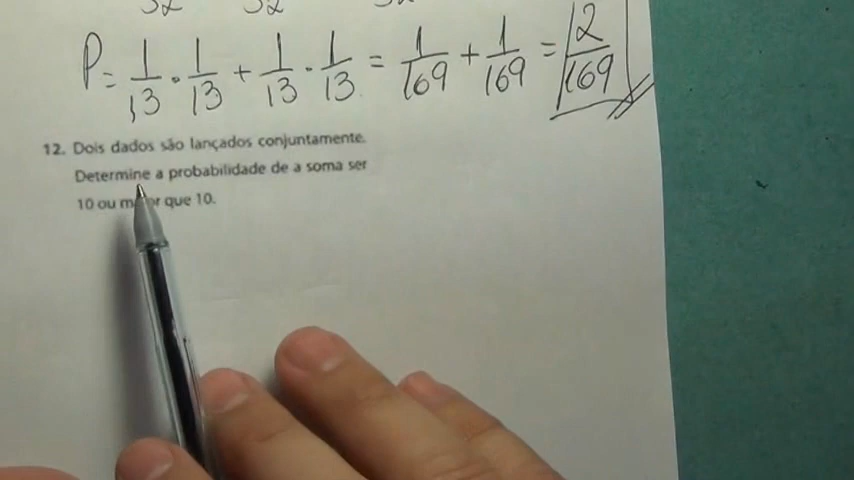 P = 1/13 · 1/13 + 1/13 · 1/13 = 1/169 + 1/169 = 2/169
12. Dois dados são lançados conjuntamente.
Determine a probabilidade de a soma ser
10 ou que 10.